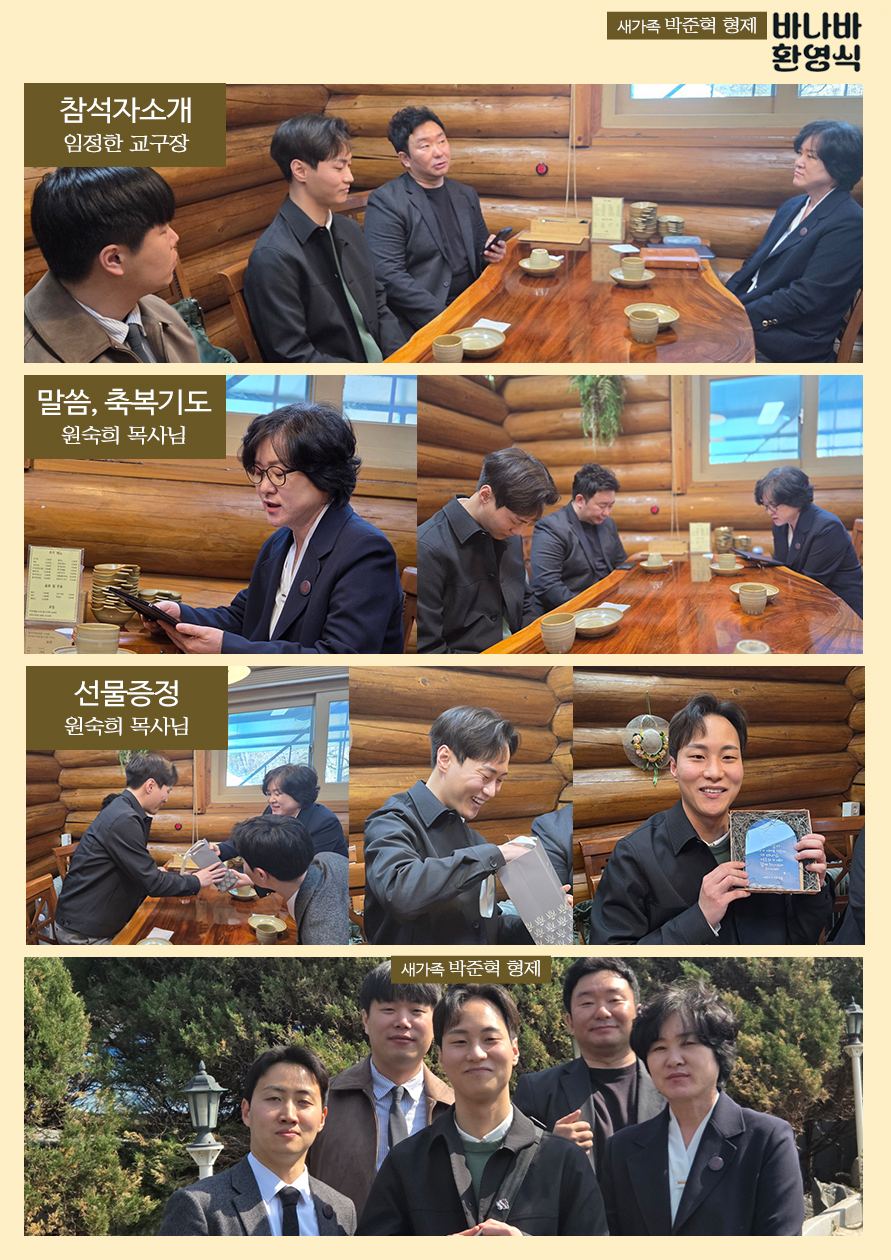 새가족 박준혁 형제
바나바
환영식
참석자소개
임정한 교구장
말씀, 축복기도
원숙희 목사님
선물증정
원숙희 목사님
새가족 박준혁 형제